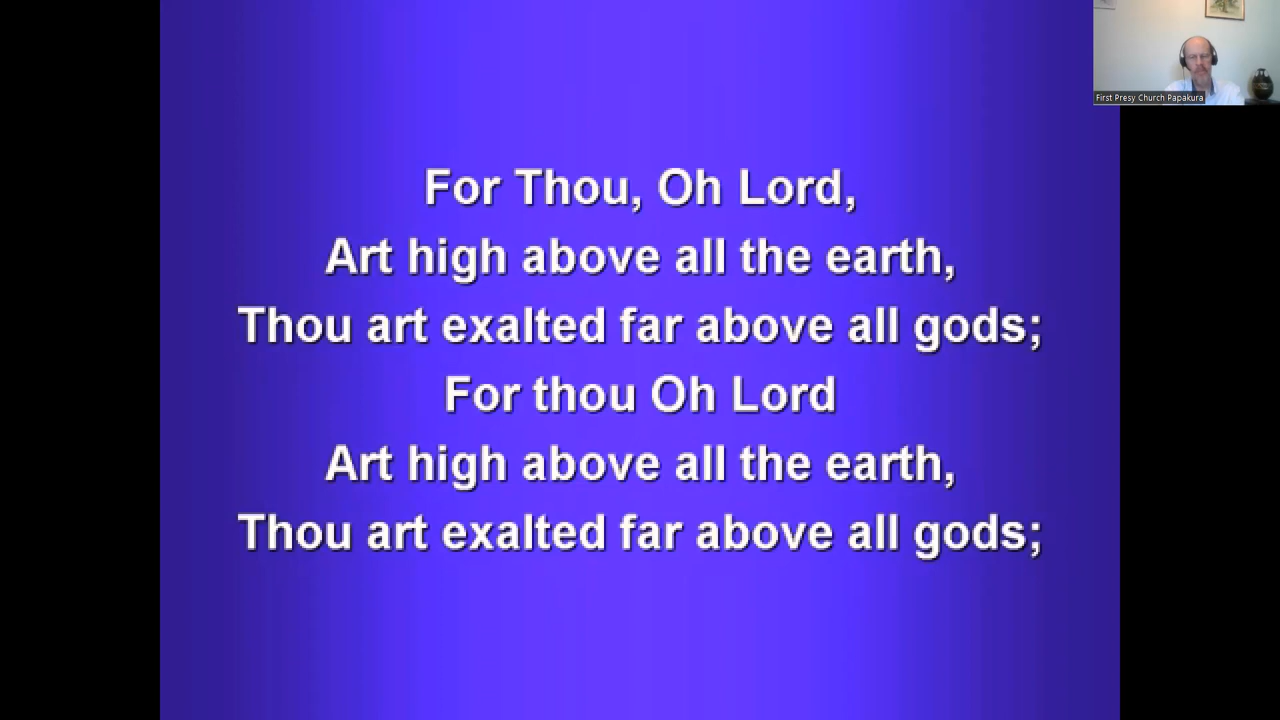 First Presy Church Papakura
For Thou, Oh Lord,
Art high above all the earth,
Thou art exalted far above all gods;
For thou Oh Lord
Art high above all the earth,
Thou art exalted far above all gods;